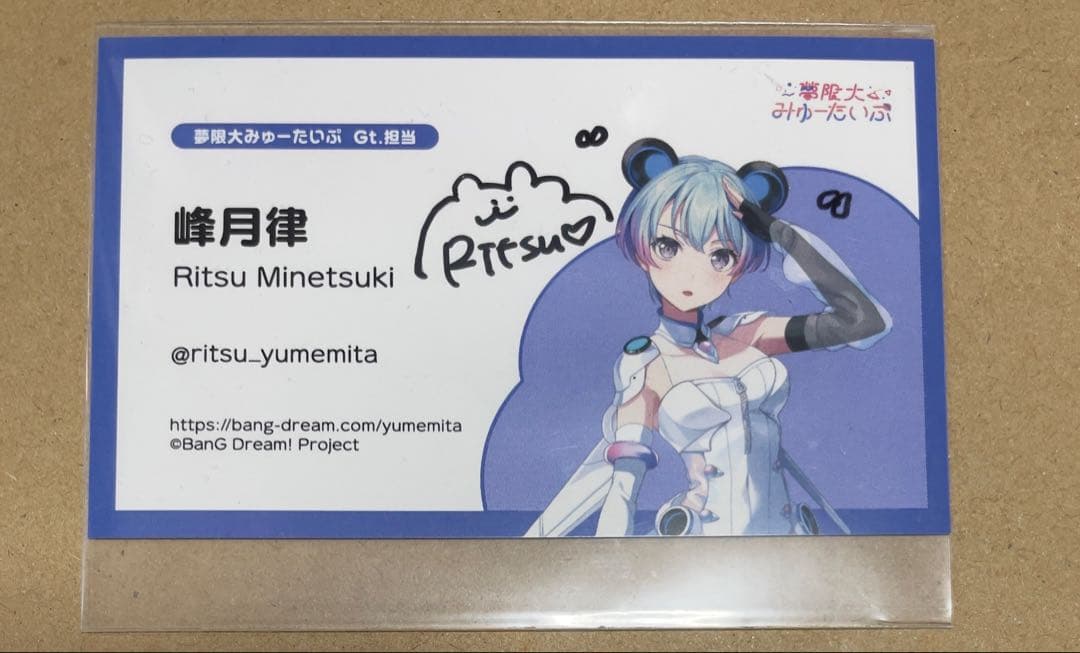 夢限大
みゅーたいぷ
夢限大みゅーたいぷ Gt.担当
峰月律
Ritsu Minetsuki
Ritsu♡
@ritsu_yumemita
https://bang-dream.com/yumemita
©BanG Dream! Project